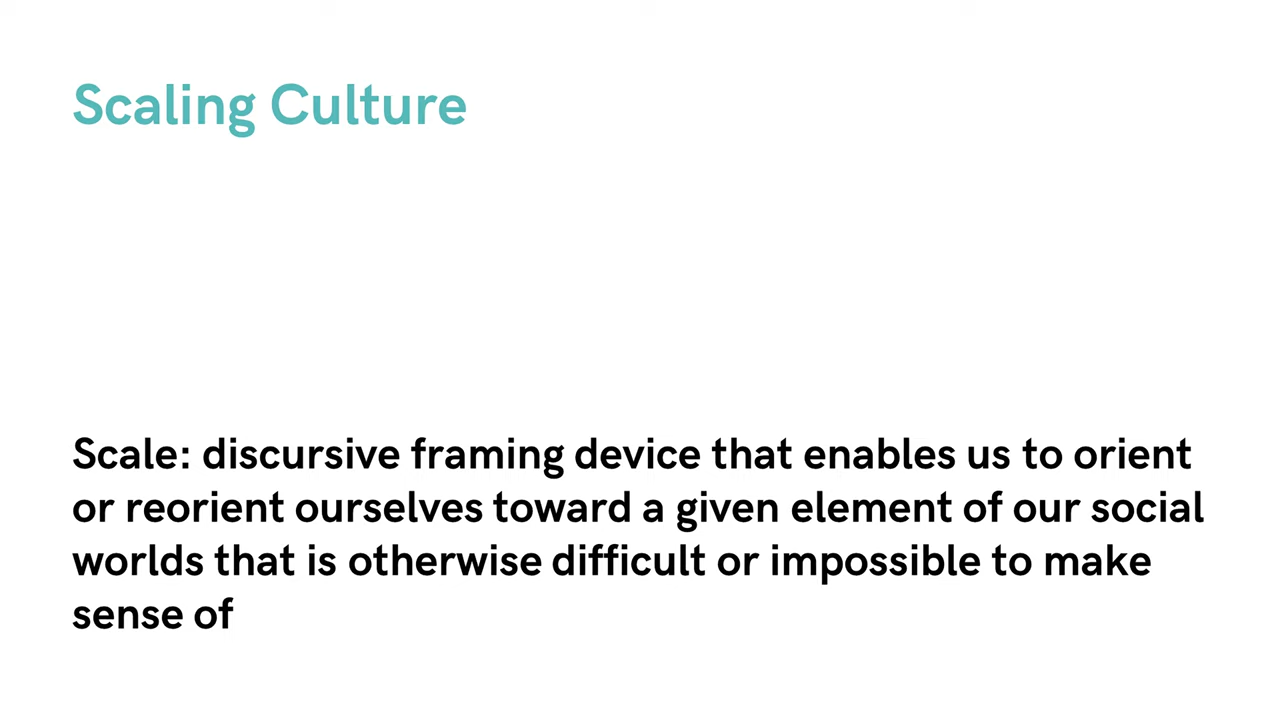 Scaling Culture
Scale: discursive framing device that enables us to orient
or reorient ourselves toward a given element of our social
worlds that is otherwise difficult or impossible to make
sense of